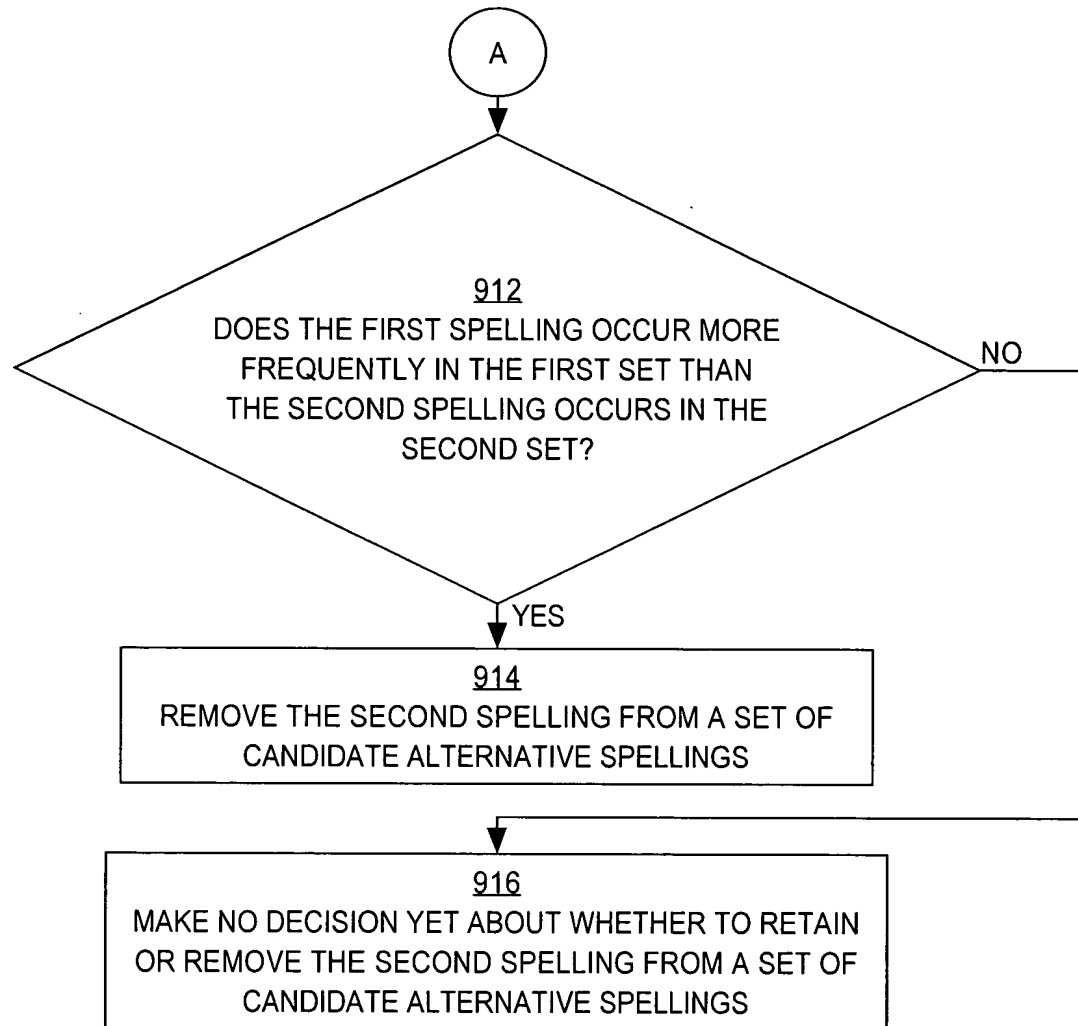 A
912
DOES THE FIRST SPELLING OCCUR MORE
FREQUENTLY IN THE FIRST SET THAN
THE SECOND SPELLING OCCURS IN THE
SECOND SET?
NO
YES
914
REMOVE THE SECOND SPELLING FROM A SET OF
CANDIDATE ALTERNATIVE SPELLINGS
916
MAKE NO DECISION YET ABOUT WHETHER TO RETAIN
OR REMOVE THE SECOND SPELLING FROM A SET OF
CANDIDATE ALTERNATIVE SPELLINGS